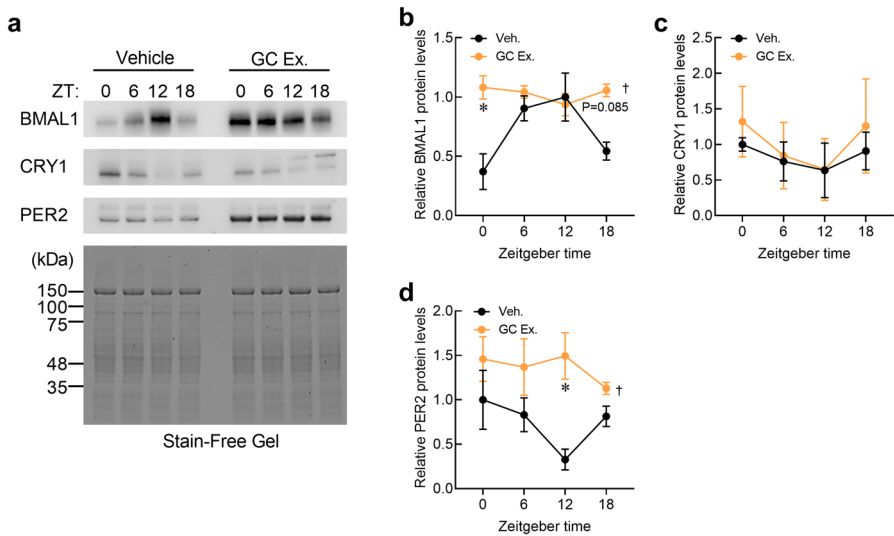 a
Vehicle GC Ex.
ZT: 0 6 12 18 0 6 12 18
BMAL1
CRY1
PER2
(kDa)
150
100
75
48
35
Stain-Free Gel
b
Veh.
GC Ex.
Relative BMAL1 protein levels
1.5
1.0
0.5
0.0
*
†
P=0.085
0 6 12 18
Zeitgeber time
c
Veh.
GC Ex.
Relative CRY1 protein levels
2.5
2.0
1.5
1.0
0.5
0.0
0 6 12 18
Zeitgeber time
d
Veh.
GC Ex.
Relative PER2 protein levels
2.0
1.5
1.0
0.5
0.0
*
†
0 6 12 18
Zeitgeber time